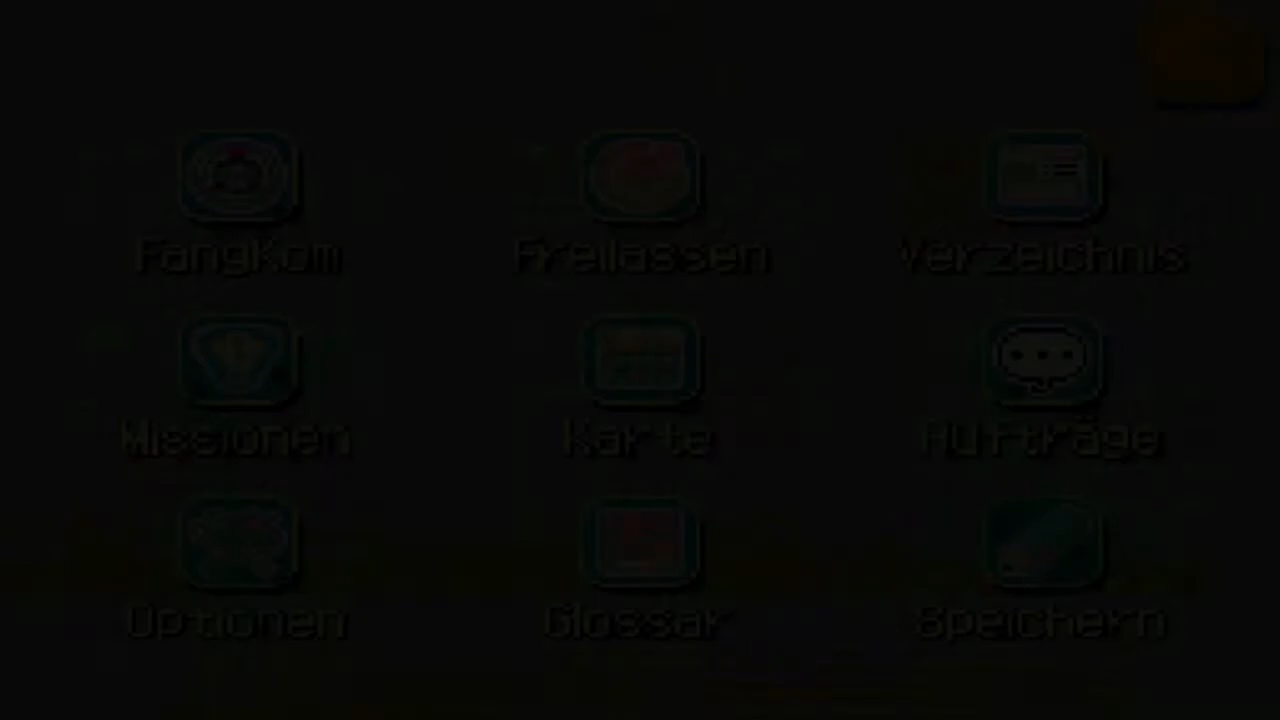 FangKom Freilassen Verzeichnis
Missionen Karte Aufträge
Optionen Glossar Speichern